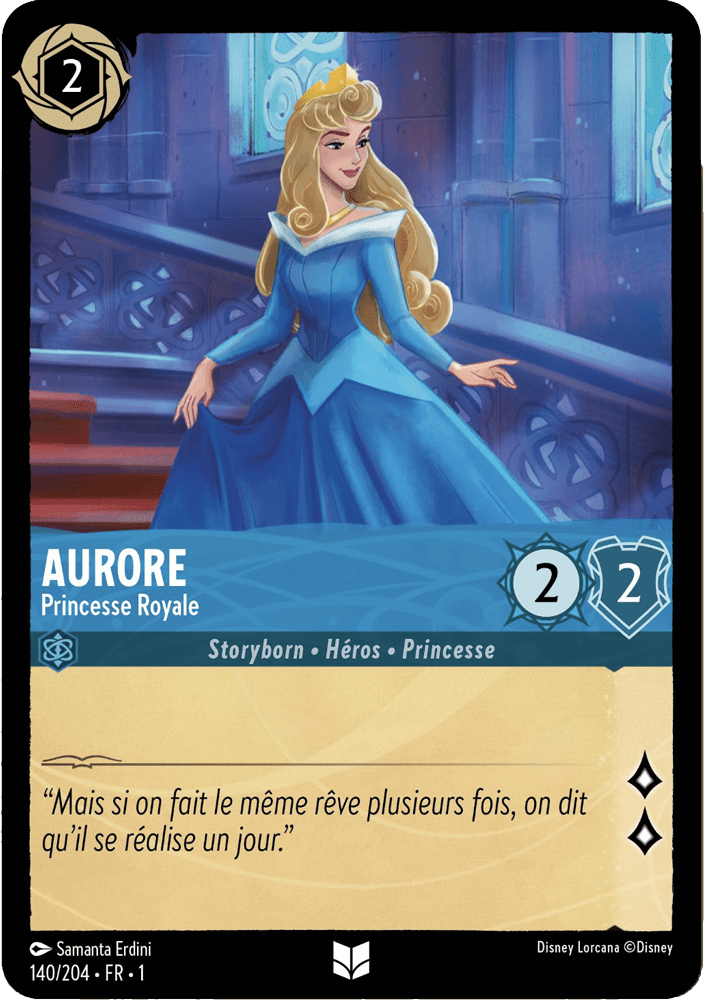 2
AURORE
Princesse Royale
2
2
Storyborn • Héros • Princesse
“Mais si on fait le même rêve plusieurs fois, on dit
qu’il se réalise un jour.”
Samanta Erdini
Disney Lorcana ©Disney
140/204 • FR • 1